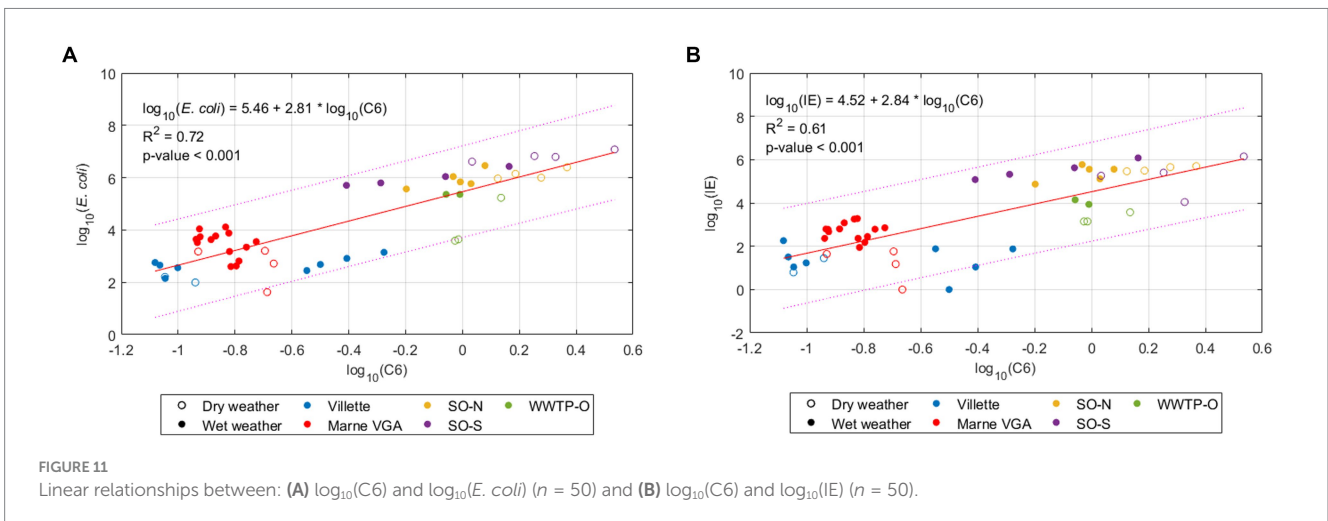 A
log₁₀(E. coli) = 5.46 + 2.81 * log₁₀(C6)
R² = 0.72
p-value < 0.001
log₁₀(E. coli)
10
8
6
4
2
0
-1.2 -1 -0.8 -0.6 -0.4 -0.2 0 0.2 0.4 0.6
log₁₀(C6)
Dry weather Villette SO-N WWTP-O
Wet weather Marne VGA SO-S
B
log₁₀(IE) = 4.52 + 2.84 * log₁₀(C6)
R² = 0.61
p-value < 0.001
log₁₀(IE)
10
8
6
4
2
0
-2
-1.2 -1 -0.8 -0.6 -0.4 -0.2 0 0.2 0.4 0.6
log₁₀(C6)
Dry weather Villette SO-N WWTP-O
Wet weather Marne VGA SO-S
FIGURE 11
Linear relationships between: (A) log₁₀(C6) and log₁₀(E. coli) (n = 50) and (B) log₁₀(C6) and log₁₀(IE) (n = 50).